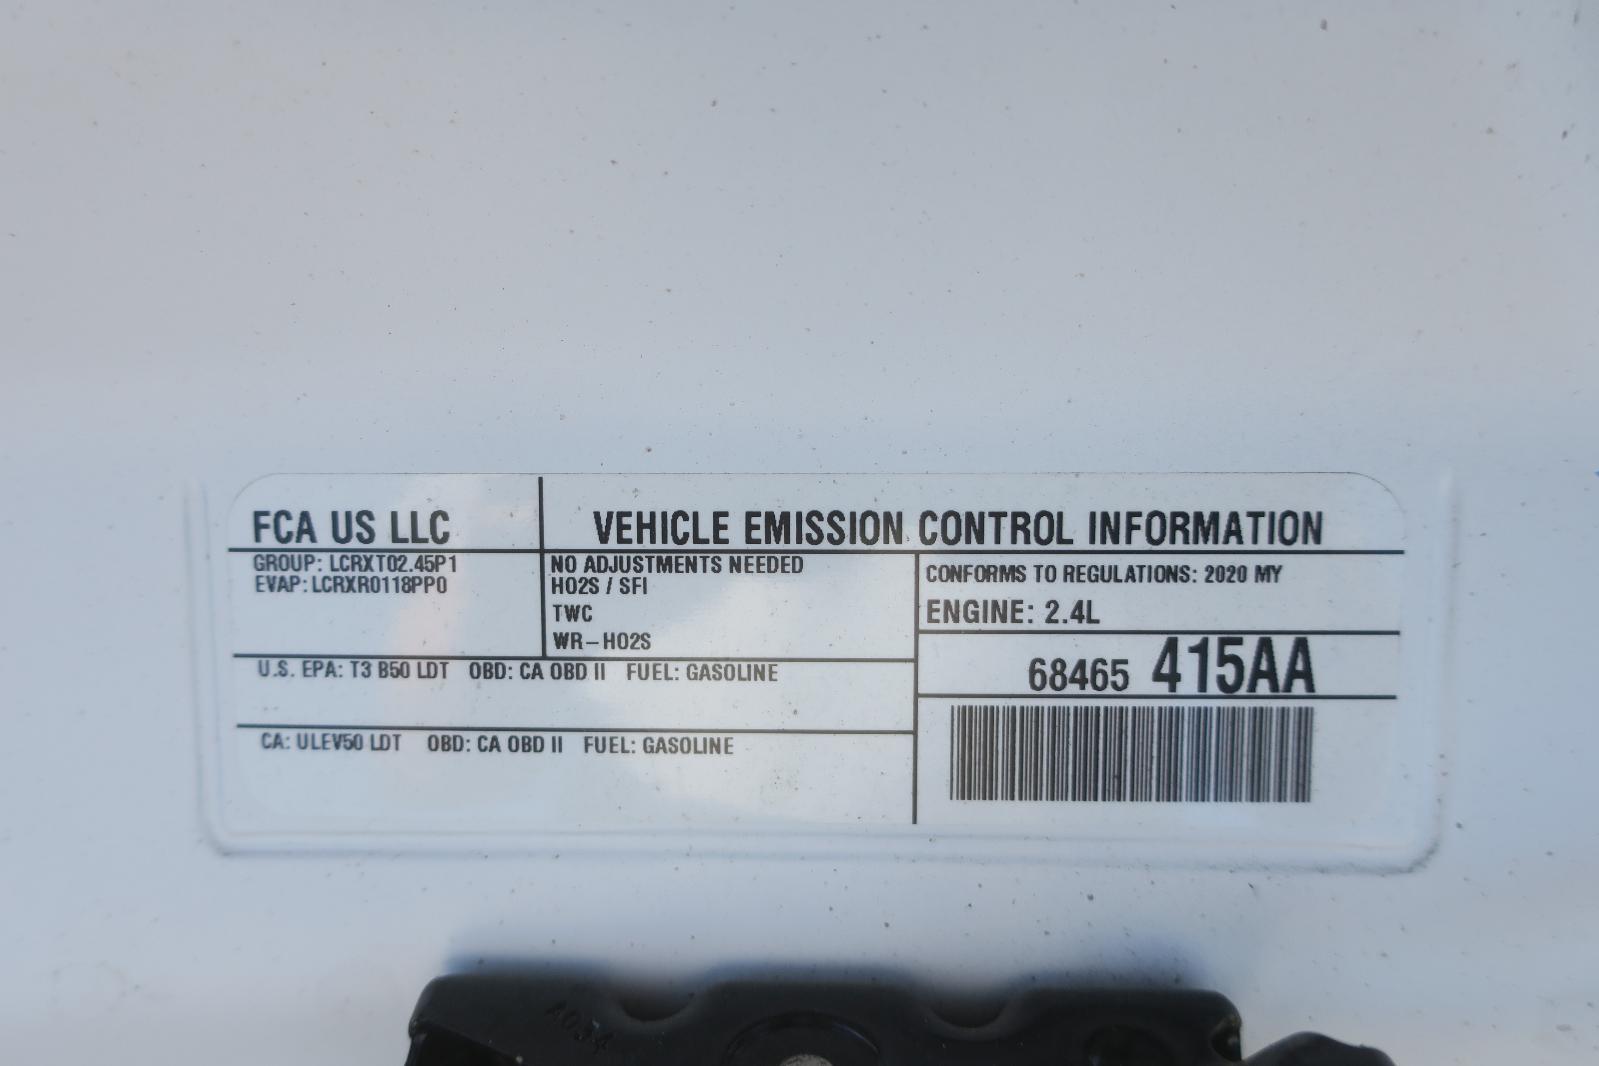 FCA US LLC
VEHICLE EMISSION CONTROL INFORMATION
GROUP: LCRXT02.45P1
EVAP: LCRXR0118PP0
NO ADJUSTMENTS NEEDED
HO2S / SFI
TWC
WR-HO2S
CONFORMS TO REGULATIONS: 2020 MY
ENGINE: 2.4L
68465 415AA
U.S. EPA: T3 B50 LDT OBD: CA OBD II FUEL: GASOLINE
CA: ULEV50 LDT OBD: CA OBD II FUEL: GASOLINE